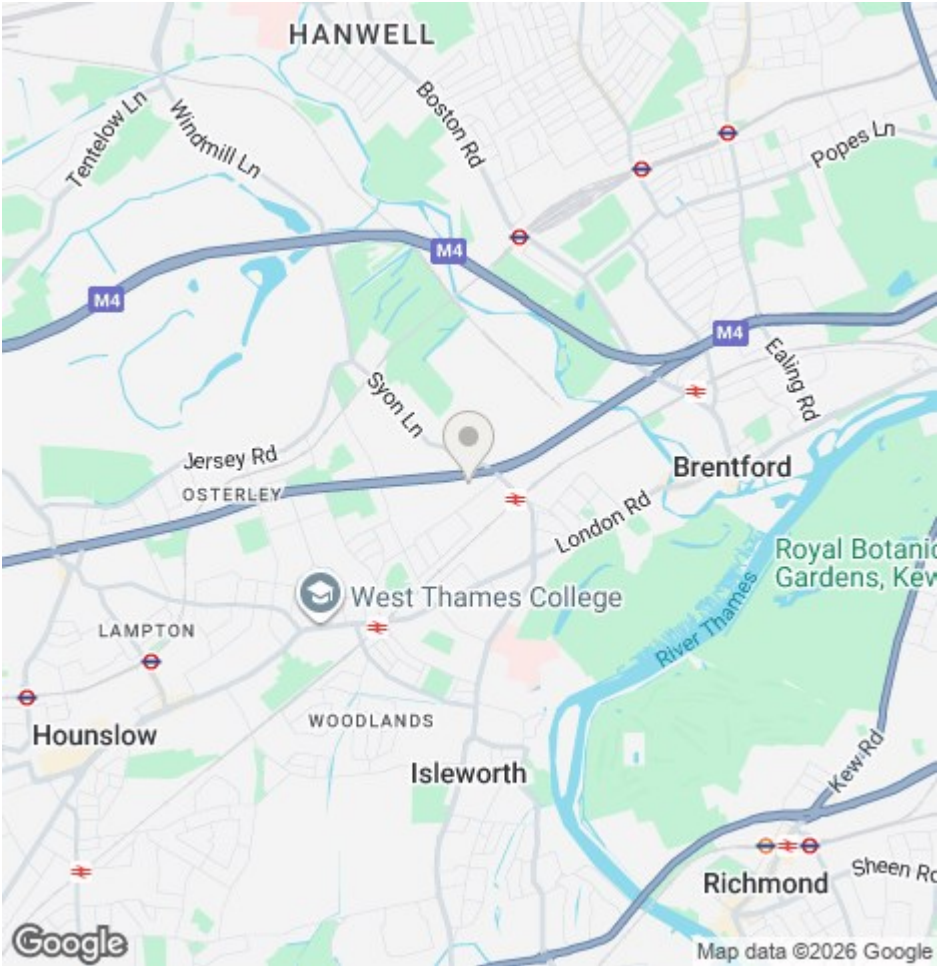 HANWELL
Boston Rd
Tentelow Ln
Windmill Ln
Popes Ln
M4
M4
M4
Ealing Rd
Syon Ln
Jersey Rd
OSTERLEY
Brentford
London Rd
Royal Botanic
Gardens, Kew
West Thames College
River Thames
LAMPTON
WOODLANDS
Hounslow
Isleworth
Kew Rd
Richmond
Sheen Rd
Google
Map data ©2026 Google